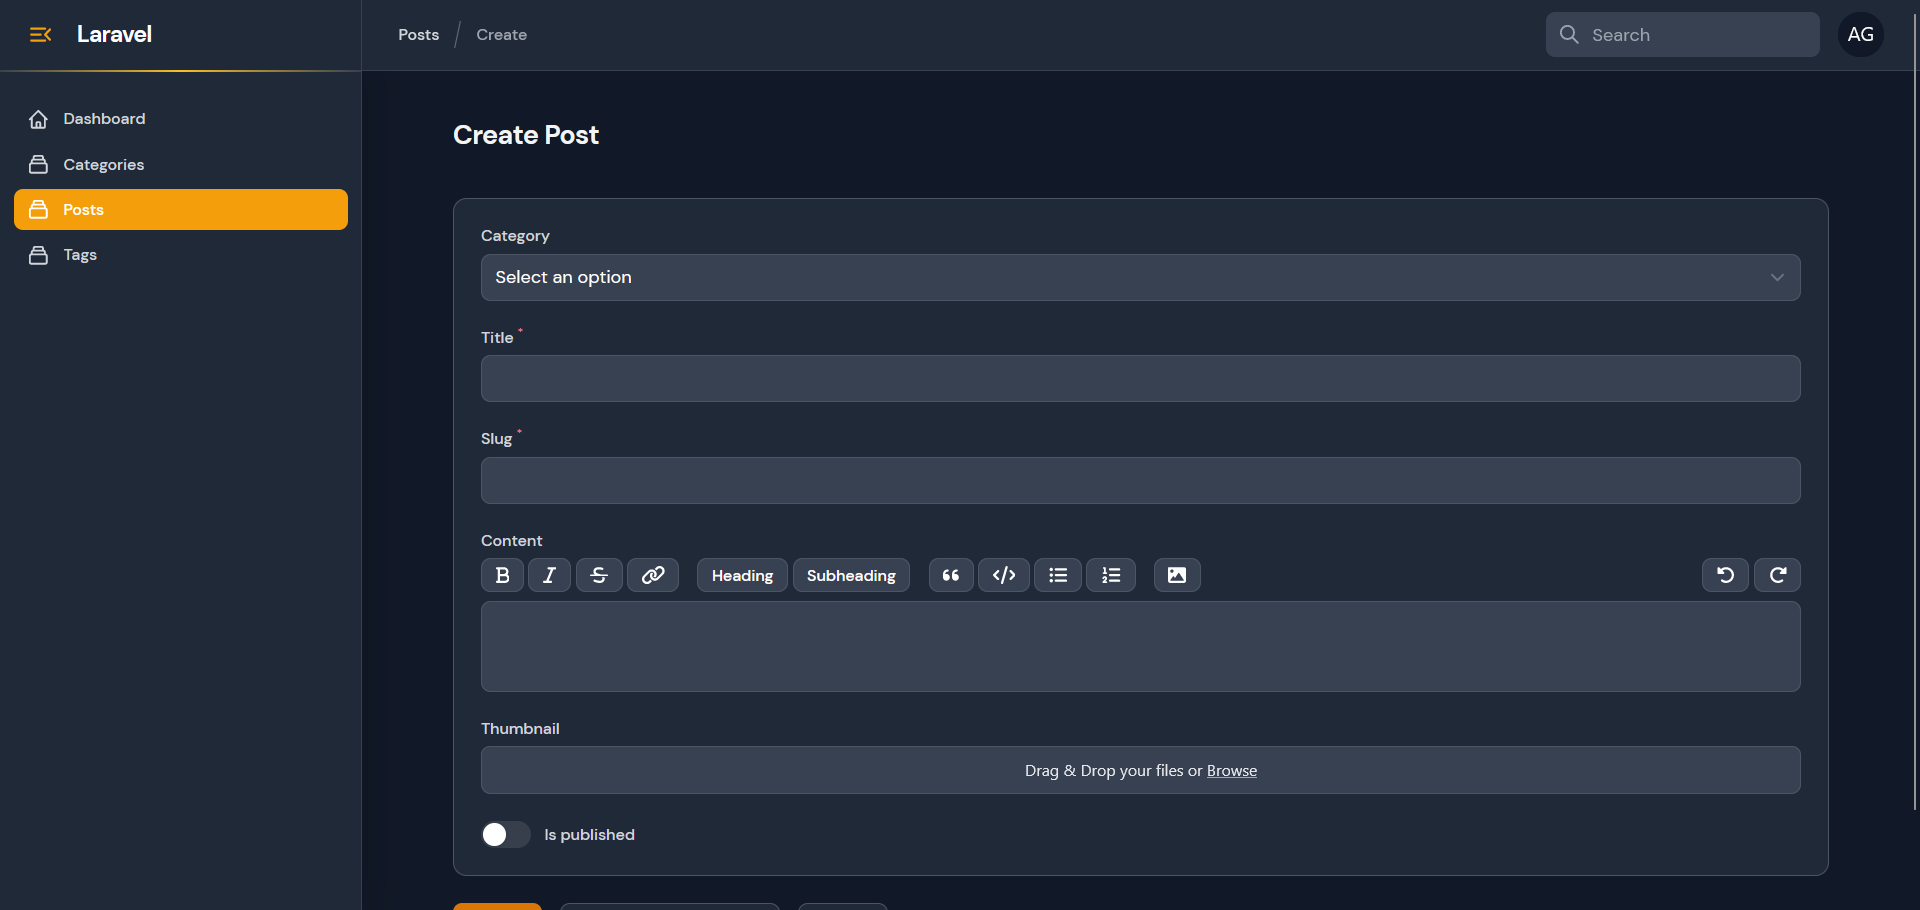 Laravel
Posts / Create
Search
AG
Dashboard
Categories
Posts
Tags
Create Post
Category
Select an option
Title *
Slug *
Content
Heading Subheading
Thumbnail
Drag & Drop your files or Browse
Is published